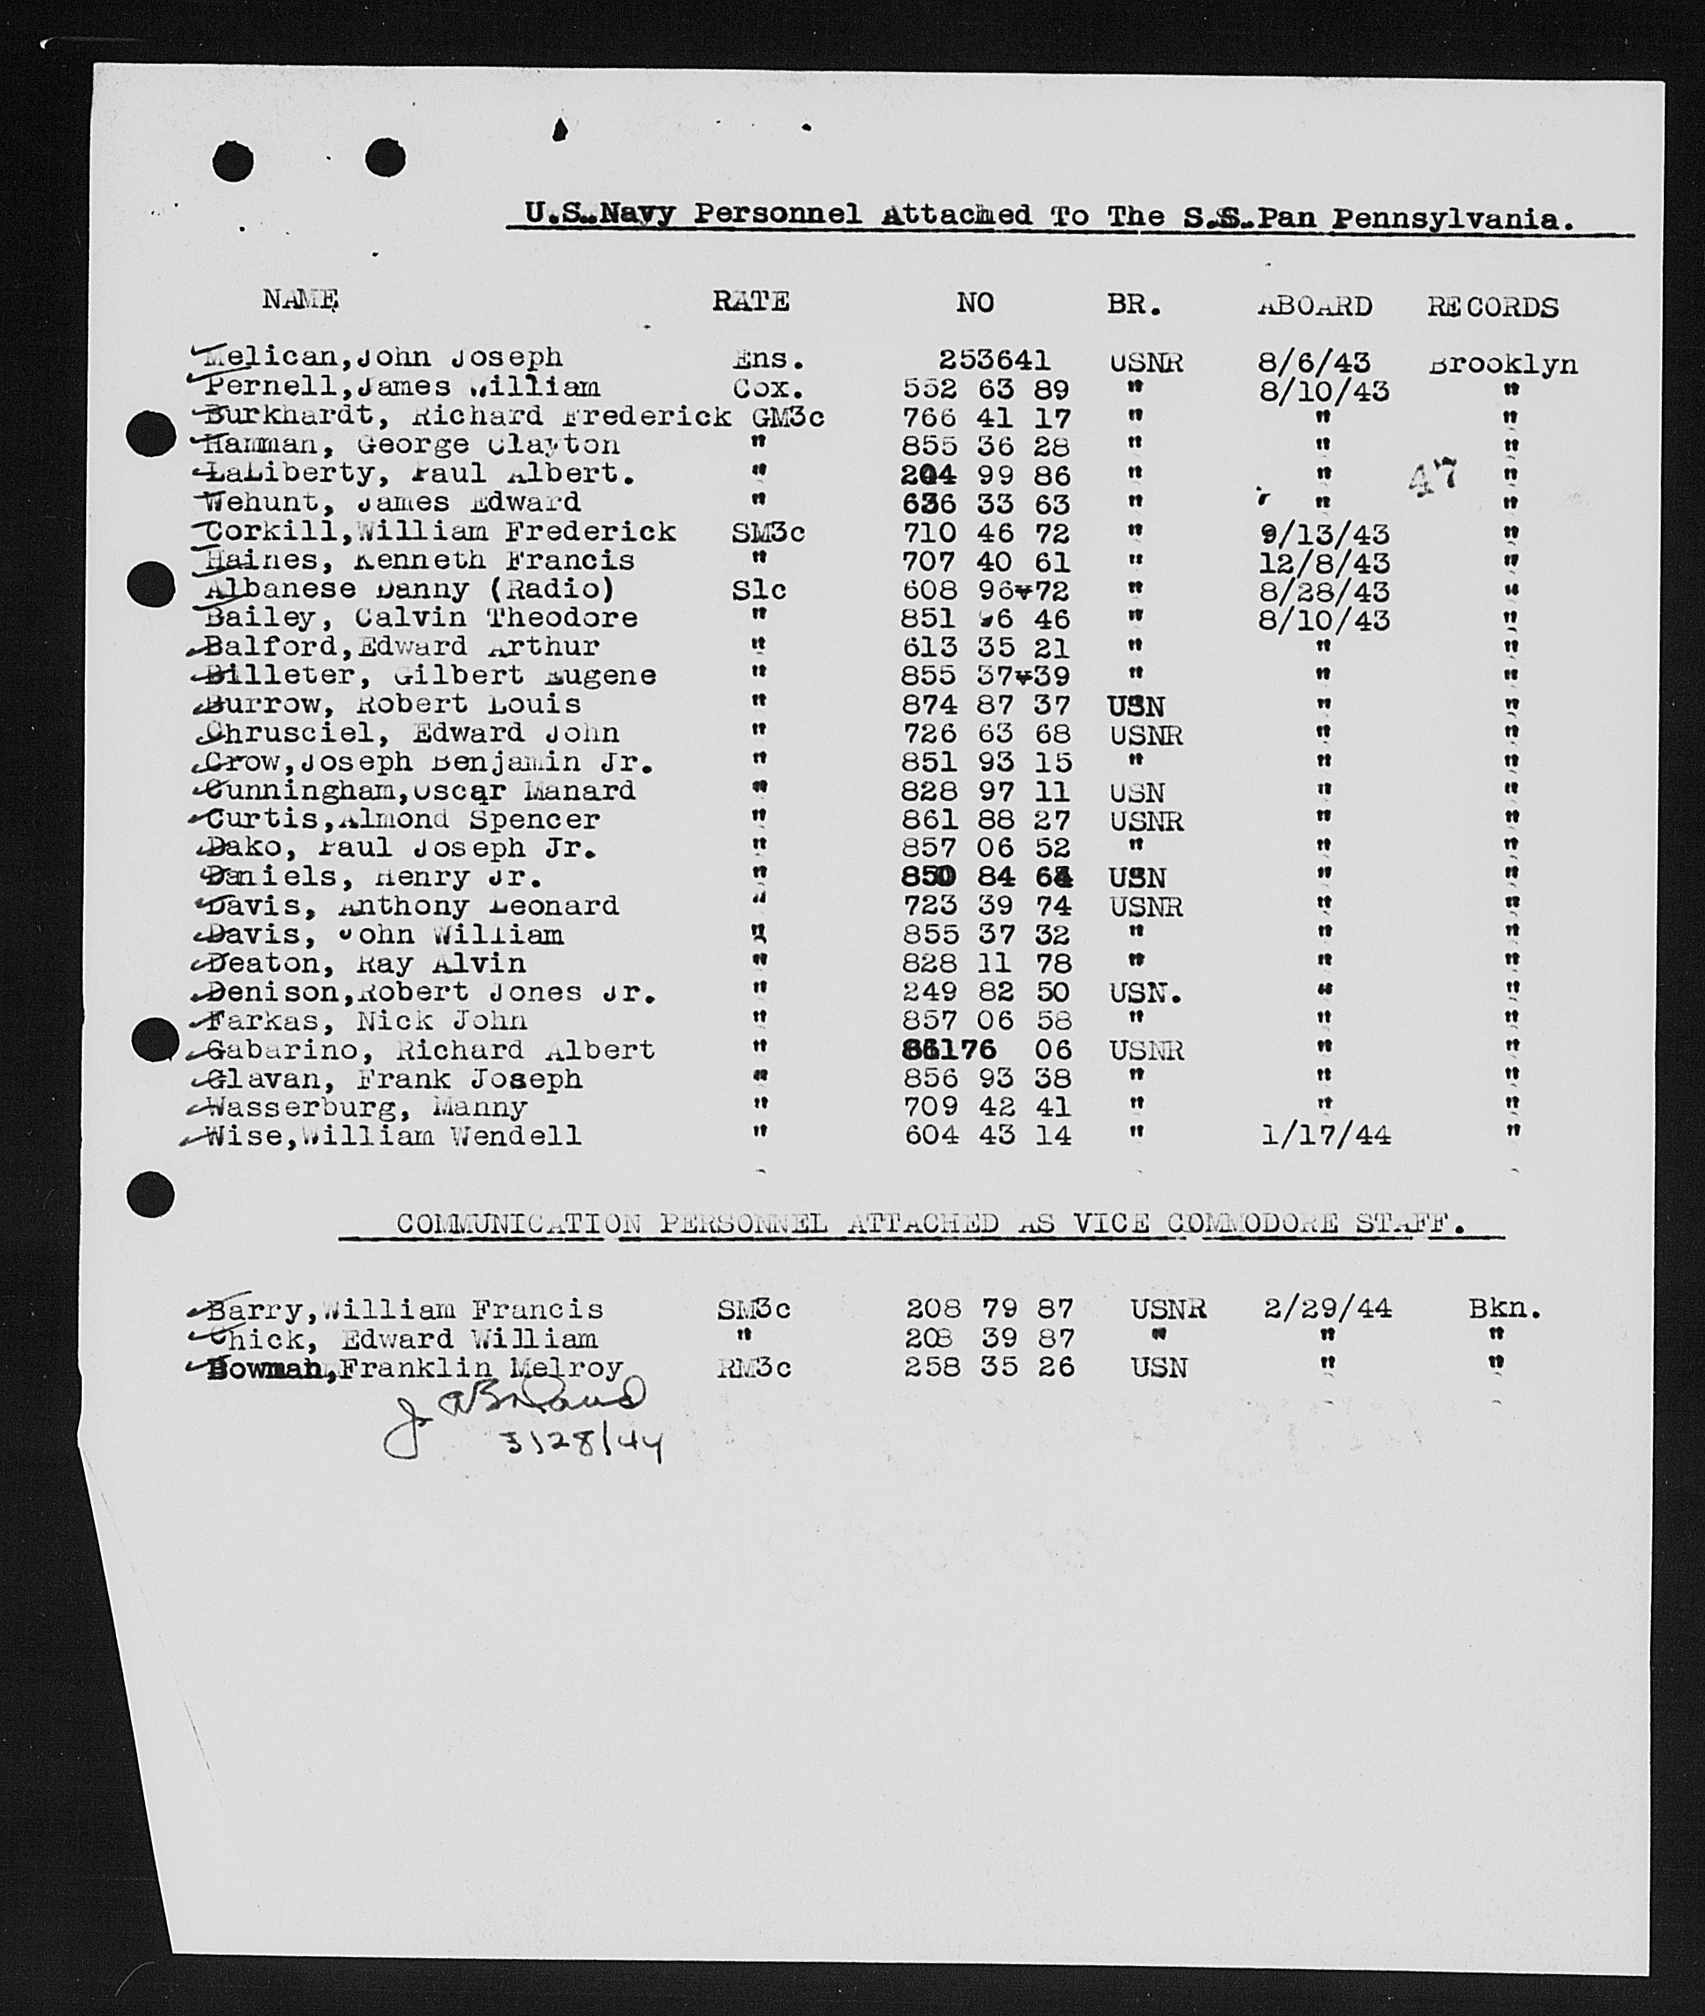 U.S. Navy Personnel Attached To The S.S. Pan Pennsylvania.
NAME RATE NO BR. ABOARD RECORDS
Melican,John Joseph Ens. 253641 USNR 8/6/43 Brooklyn
Pernell,James William Cox. 552 63 89 " 8/10/43 "
Burkhardt, Richard Frederick GM3c 766 41 17 " " "
Hamman, George Clayton " 855 36 28 " " "
LaLiberty, Paul Albert. " 204 99 86 " " 47 "
Wehunt, James Edward " 636 33 63 " " "
Corkill,William Frederick SM3c 710 46 72 " 9/13/43 "
Haines, Kenneth Francis " 707 40 61 " 12/8/43 "
Albanese Danny (Radio) S1c 608 96 72 " 8/28/43 "
Bailey, Calvin Theodore " 851 96 46 " 8/10/43 "
Balford,Edward Arthur " 613 35 21 " " "
Billeter, Gilbert Eugene " 855 37 39 " " "
Burrow, Robert Louis " 874 87 37 USN " "
Chrusciel, Edward John " 726 63 68 USNR " "
Crow,Joseph Benjamin Jr. " 851 93 15 " " "
Cunningham,Oscar Manard " 828 97 11 USN " "
Curtis,Almond Spencer " 861 88 27 USNR " "
Dako, Paul Joseph Jr. " 857 06 52 " " "
Daniels, Henry Jr. " 850 84 64 USN " "
Davis, Anthony Leonard " 723 39 74 USNR " "
Davis, John William " 855 37 32 " " "
Deaton, Ray Alvin " 828 11 78 " " "
Denison,Robert Jones Jr. " 249 82 50 USN. " "
Farkas, Nick John " 857 06 58 " " "
Gabarino, Richard Albert " 86176 06 USNR " "
Glavan, Frank Joseph " 856 93 38 " " "
Wasserburg, Manny " 709 42 41 " " "
Wise,William Wendell " 604 43 14 " 1/17/44 "
COMMUNICATION PERSONNEL ATTACHED AS VICE COMMODORE STAFF.
Barry,William Francis SM3c 208 79 87 USNR 2/29/44 Bkn.
Chick, Edward William " 208 39 87 " " "
Bowman,Franklin Melroy RM3c 258 35 26 USN " "
3/28/44